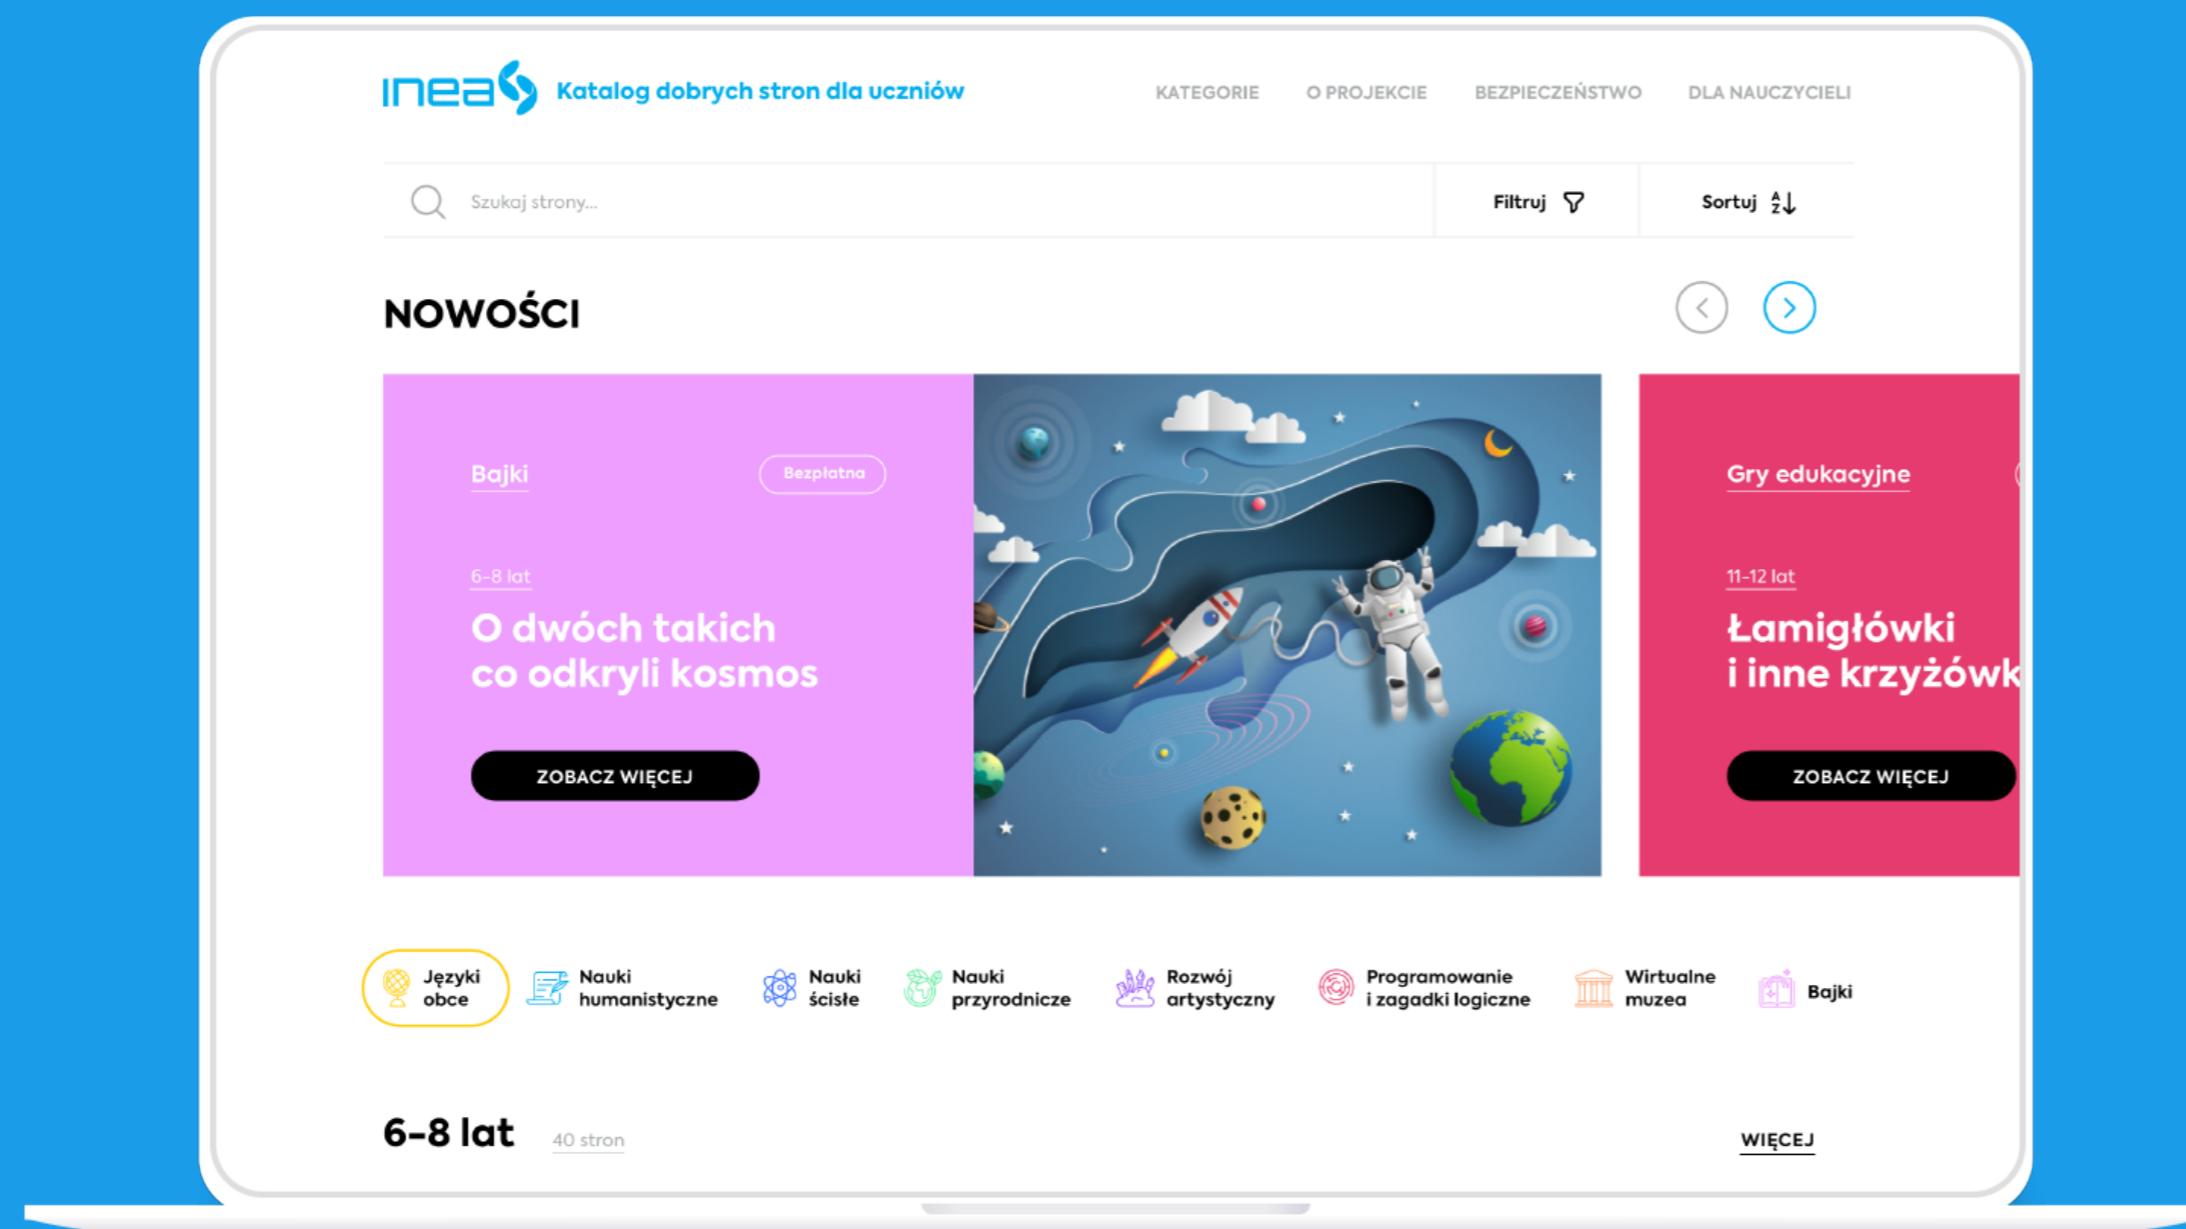 inea Katalog dobrych stron dla uczniów
KATEGORIE
O PROJEKCIE
BEZPIECZEŃSTWO
DLA NAUCZYCIELI
Szukaj strony...
Filtruj
Sortuj AZ
NOWOŚCI
Bajki
Bezpłatna
6-8 lat
O dwóch takich
co odkryli kosmos
ZOBACZ WIĘCEJ
Gry edukacyjne
11-12 lat
Łamigłówki
i inne krzyżówk
ZOBACZ WIĘCEJ
Języki
obce
Nauki
humanistyczne
Nauki
ścisłe
Nauki
przyrodnicze
Rozwój
artystyczny
Programowanie
i zagadki logiczne
Wirtualne
muzea
Bajki
6-8 lat
40 stron
WIĘCEJ